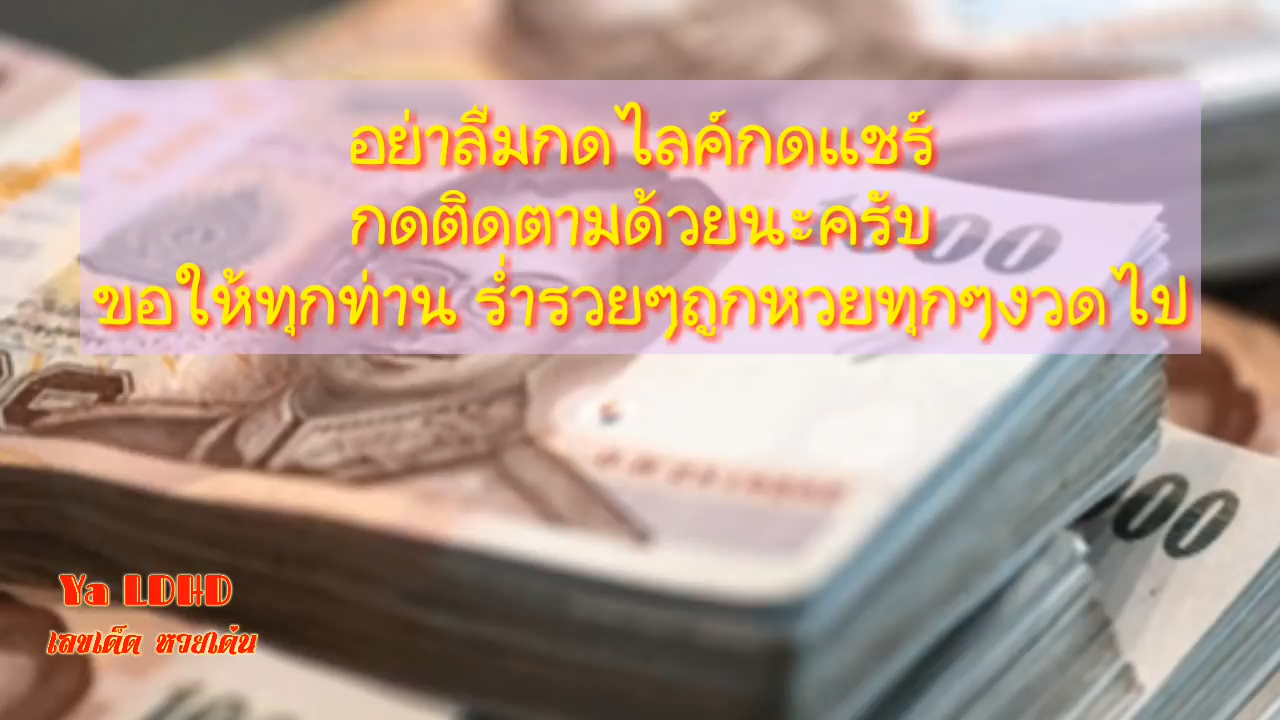 อย่าลืมกดไลค์กดแชร์
กดติดตามด้วยนะครับ
ขอให้ทุกท่าน ร่ำรวยๆถูกหวยทุกๆงวดไป
1000
000
Ya LDHD
เลขเด็ด หวยเด่น